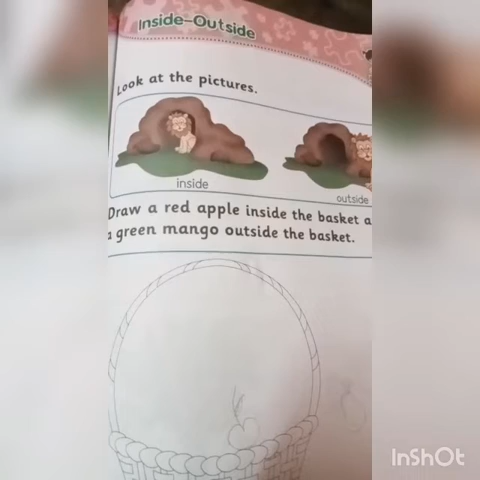 Inside–Outside
Look at the pictures.
inside
outside
Draw a red apple inside the basket a
a green mango outside the basket.
InShOt